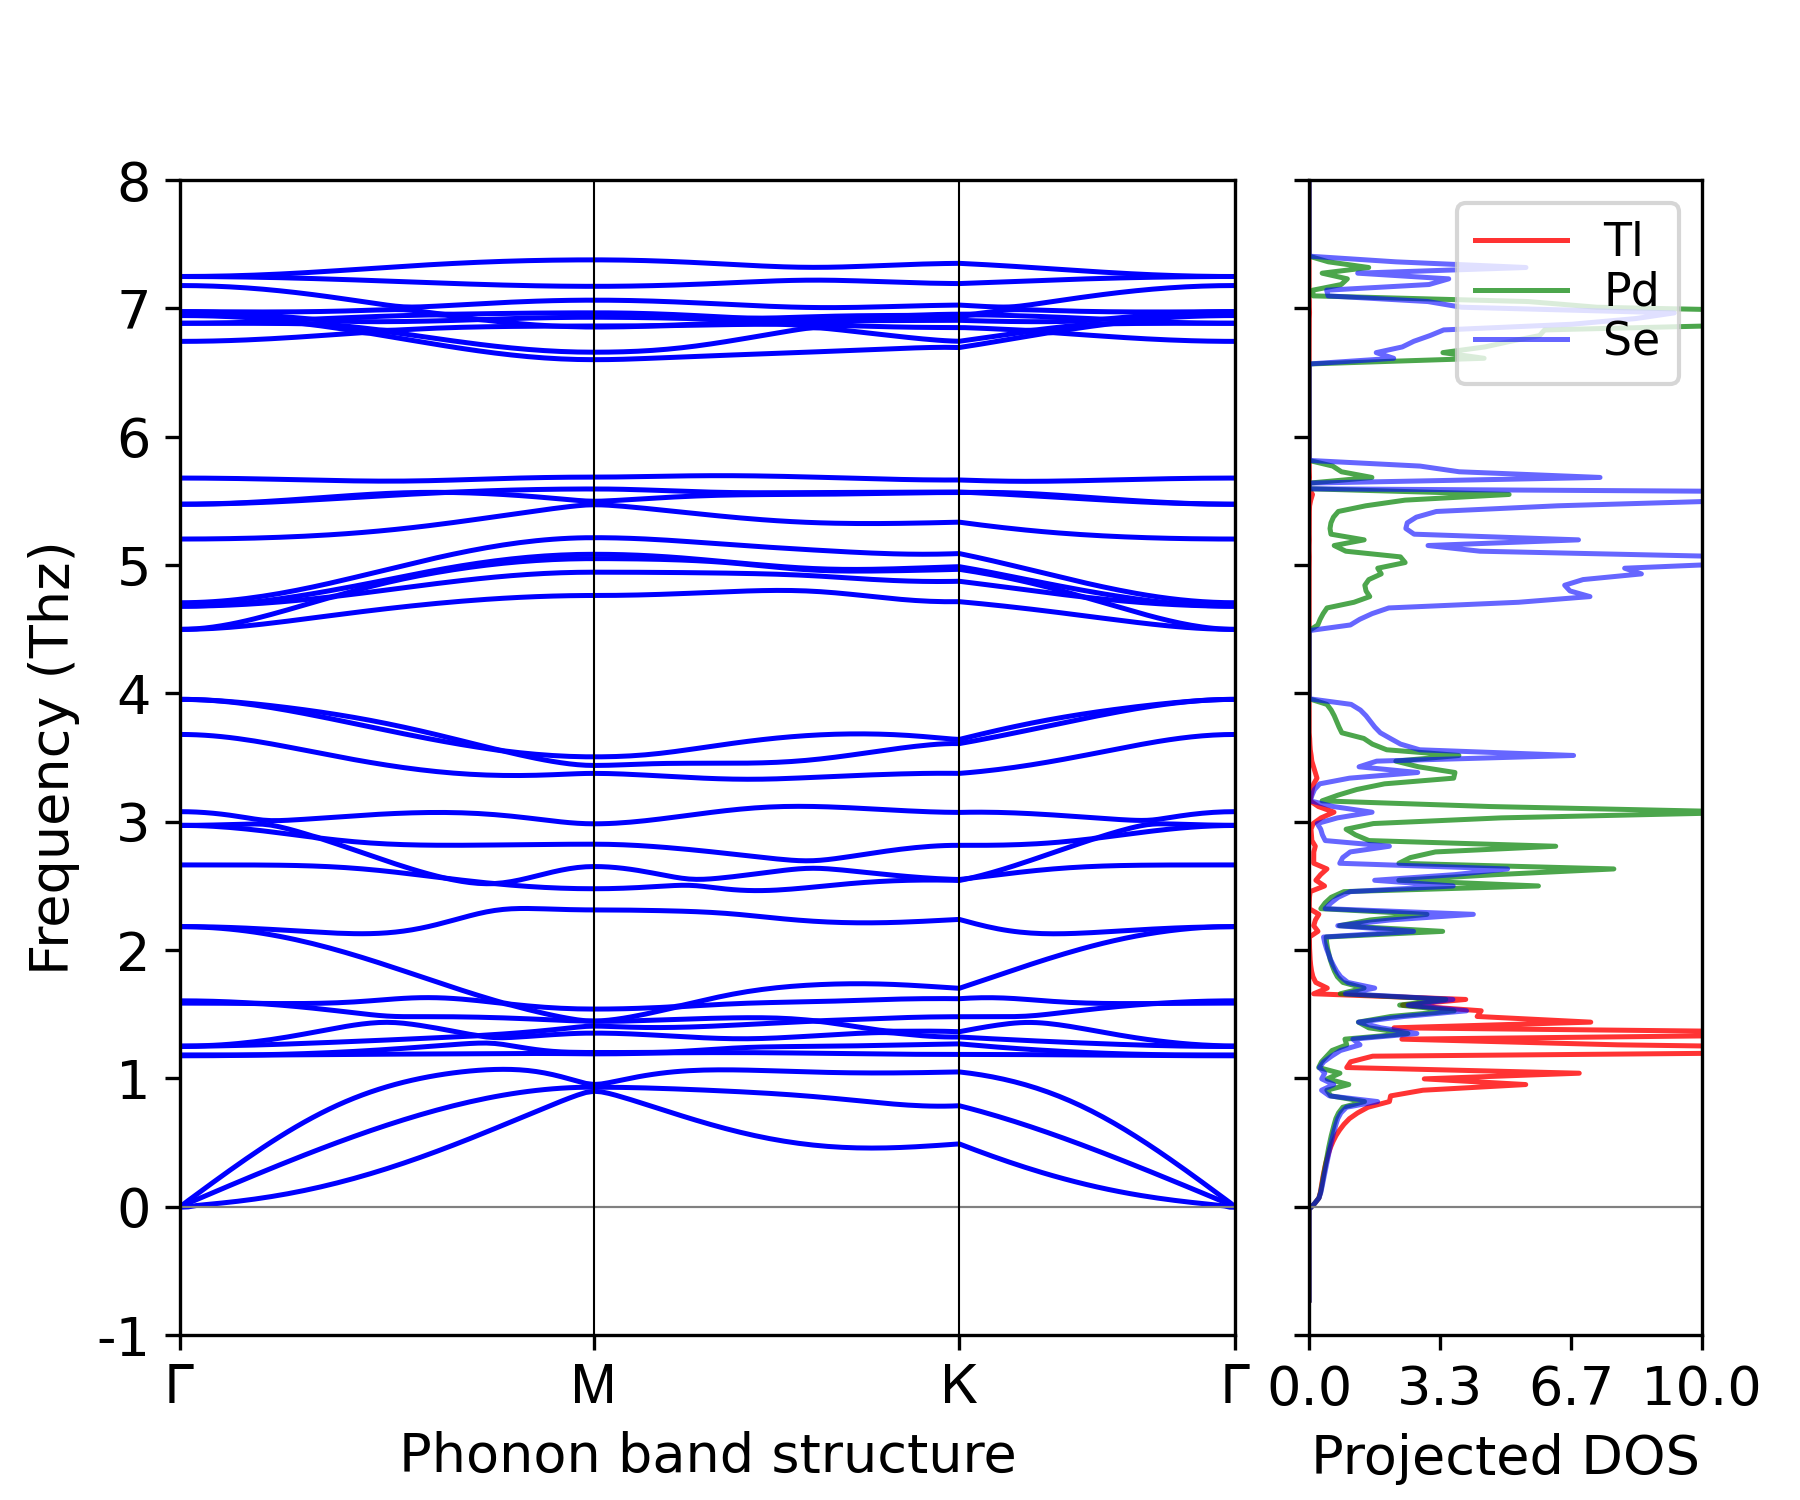 8
7
6
5
4
3
2
1
0
-1
Frequency (Thz)
Γ M K Γ
Phonon band structure
Tl
Pd
Se
0.0 3.3 6.7 10.0
Projected DOS